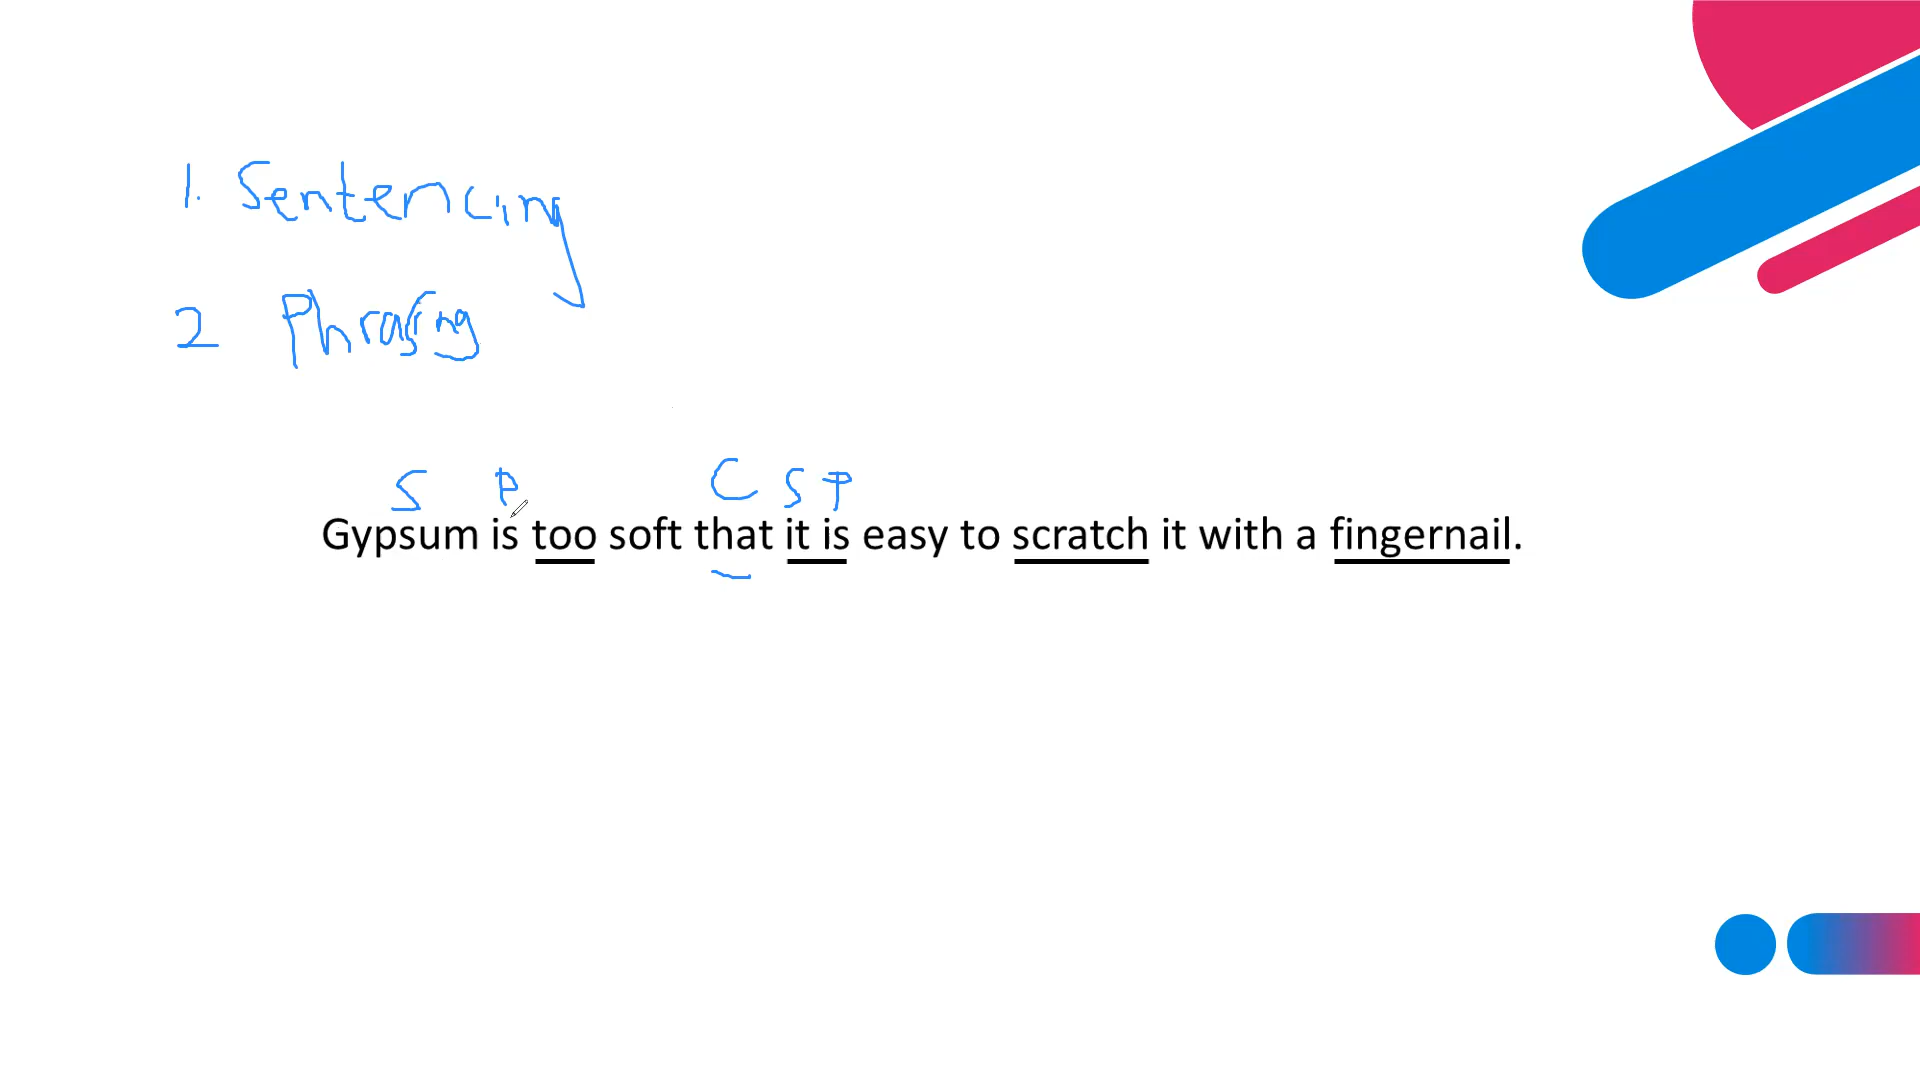 1. Sentencing
2 Phrasing
S P C S P
Gypsum is too soft that it is easy to scratch it with a fingernail.